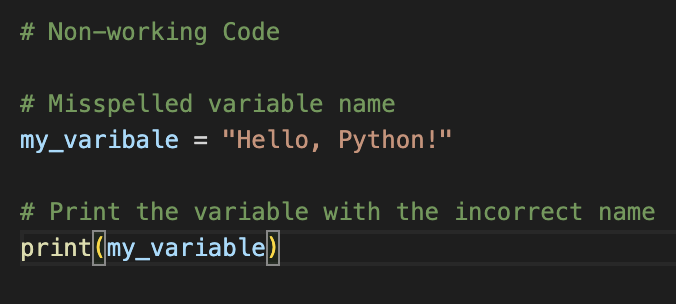 # Non-working Code
# Misspelled variable name
my_varibale = "Hello, Python!"
# Print the variable with the incorrect name
print(my_variable)